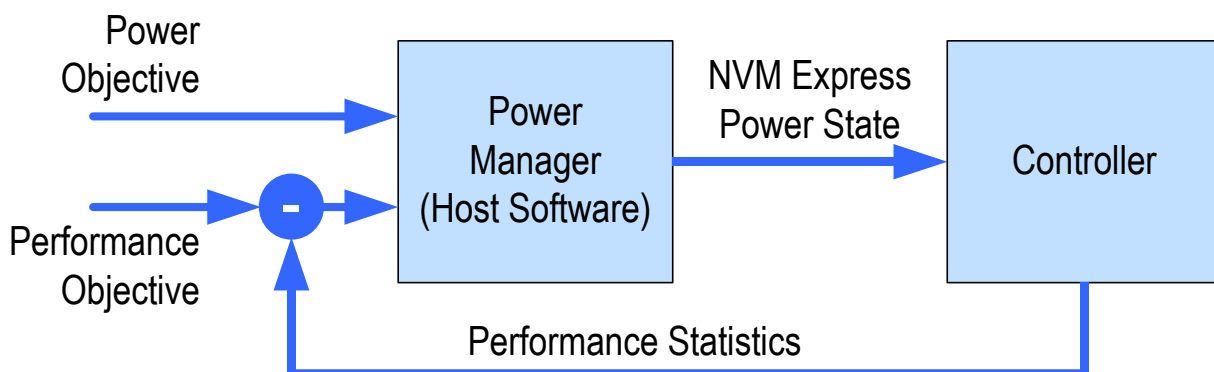 Power
Objective
Performance
Objective
-
Power
Manager
(Host Software)
NVM Express
Power State
Controller
Performance Statistics